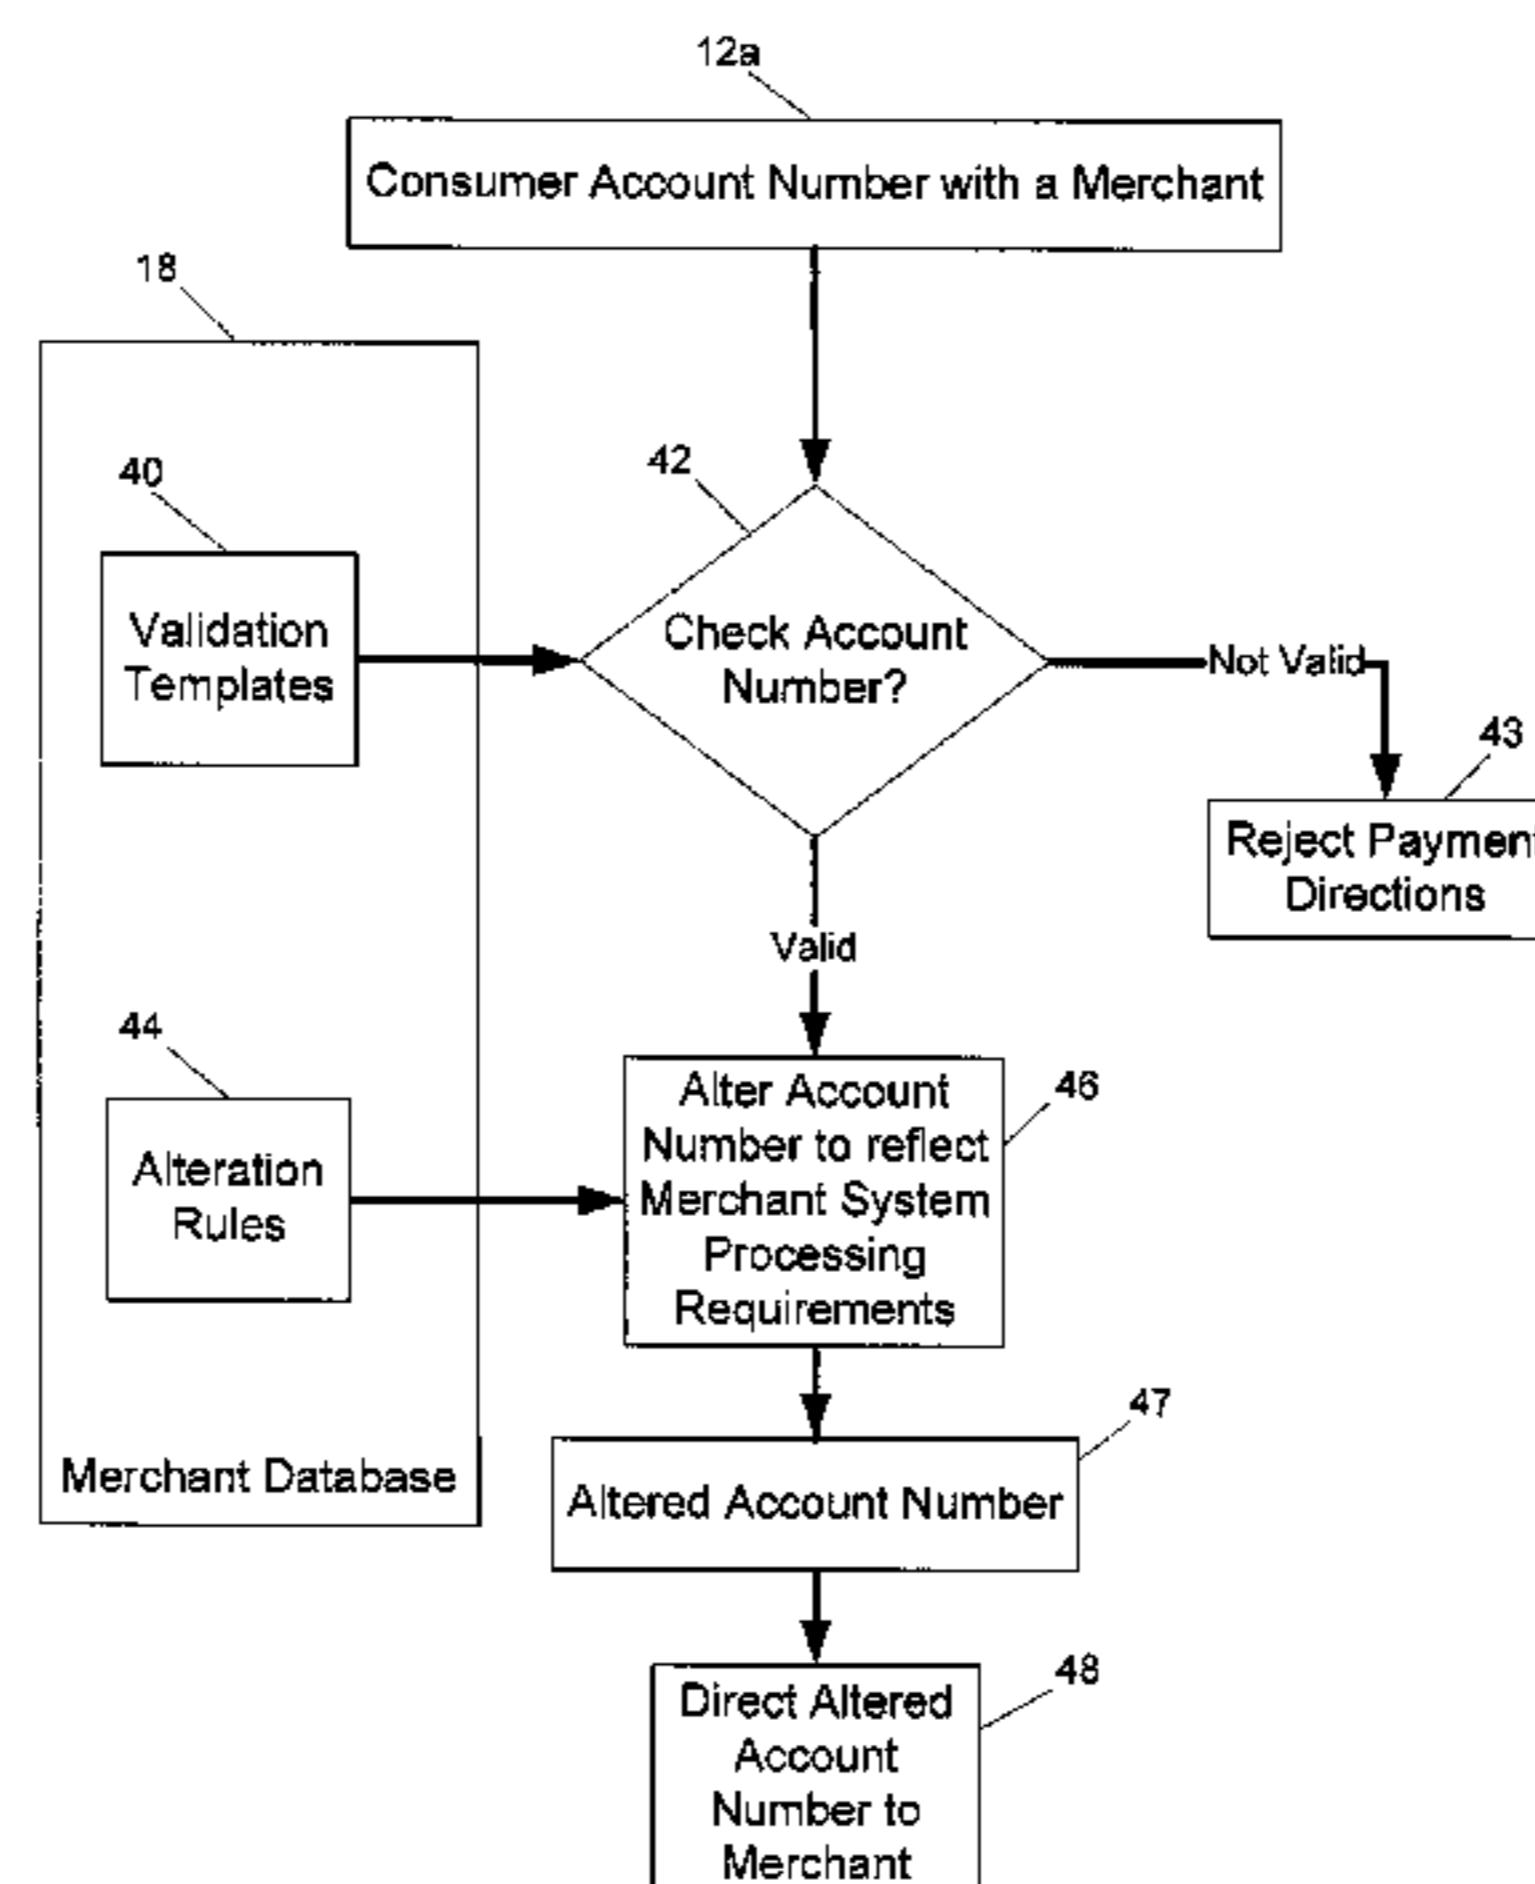 12a
Consumer Account Number with a Merchant
18
40
Validation
Templates
42
Check Account
Number?
Not Valid
43
Reject Payment
Directions
Valid
44
Alteration
Rules
46
Alter Account
Number to reflect
Merchant System
Processing
Requirements
Merchant Database
47
Altered Account Number
48
Direct Altered
Account
Number to
Merchant